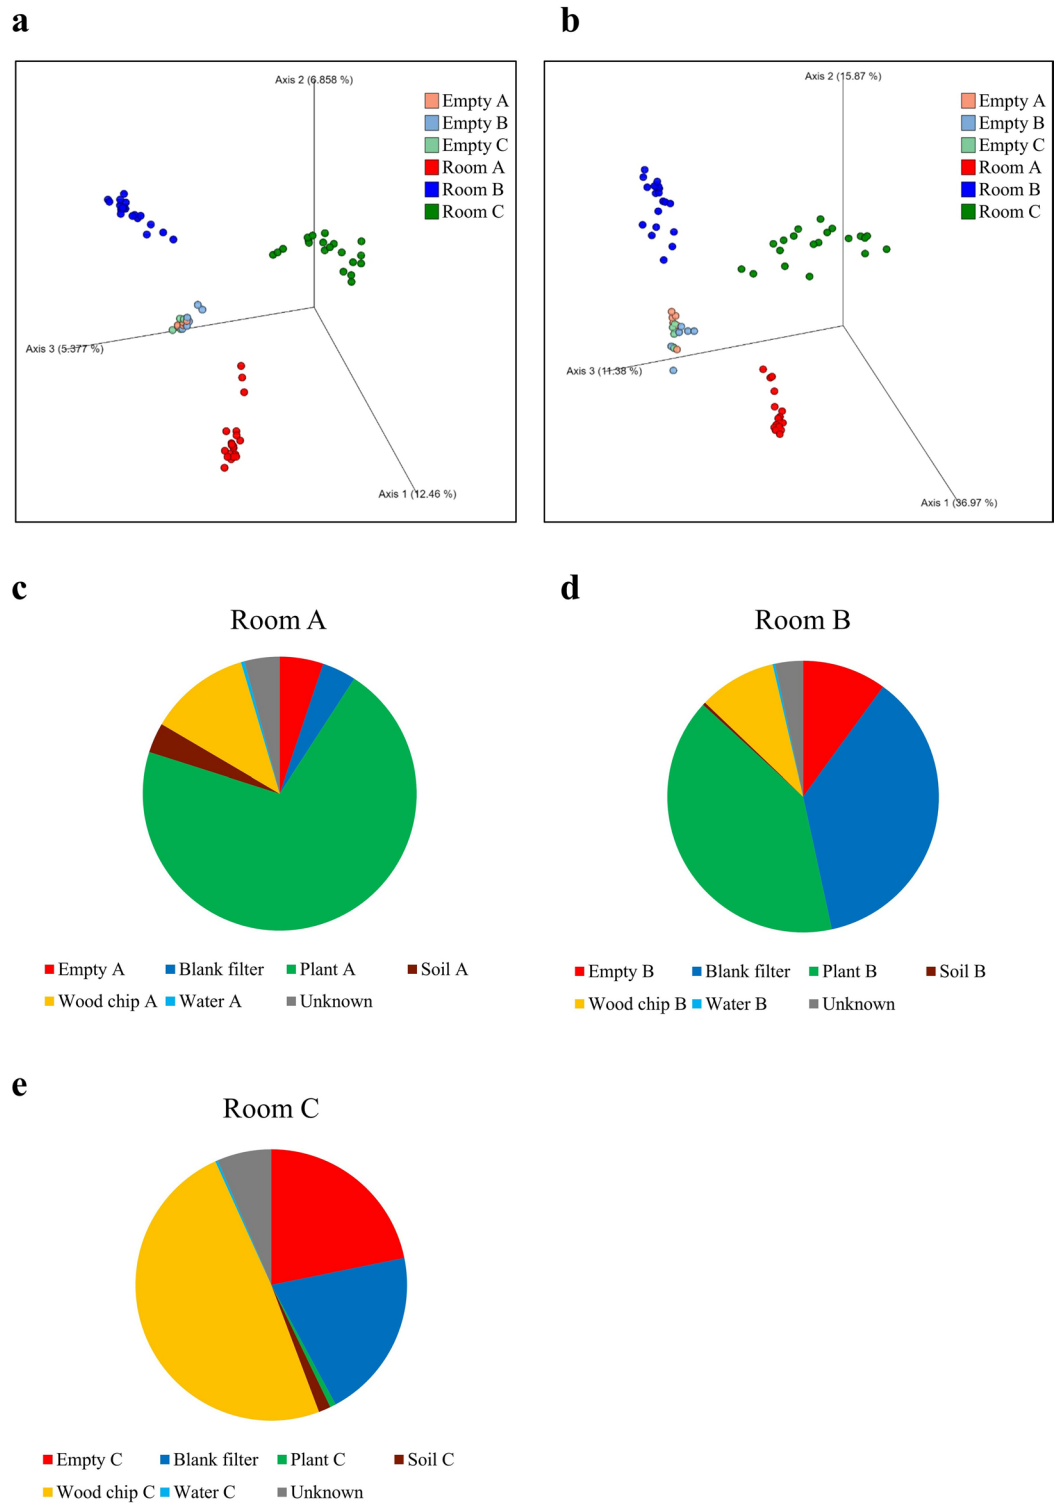 a
b
Axis 2 (6.858 %)
Empty A
Empty B
Empty C
Room A
Room B
Room C
Axis 3 (5.377 %)
Axis 1 (12.46 %)
Axis 2 (15.87 %)
Empty A
Empty B
Empty C
Room A
Room B
Room C
Axis 3 (11.38 %)
Axis 1 (36.97 %)
c
Room A
Empty A Blank filter Plant A Soil A
Wood chip A Water A Unknown
d
Room B
Empty B Blank filter Plant B Soil B
Wood chip B Water B Unknown
e
Room C
Empty C Blank filter Plant C Soil C
Wood chip C Water C Unknown